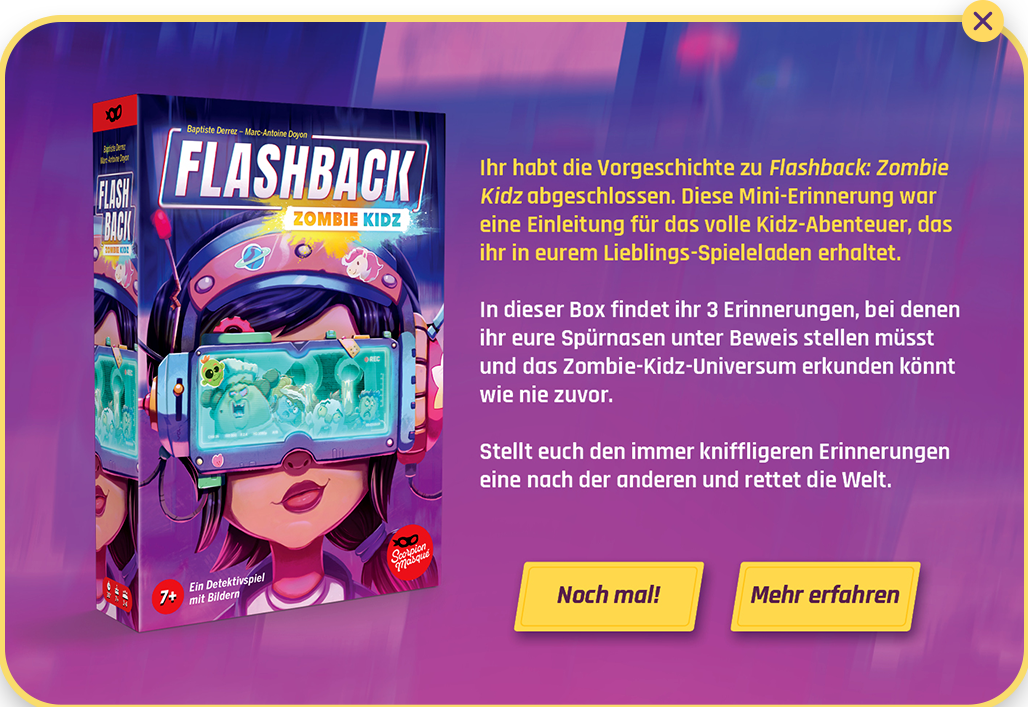 Baptiste Derrez – Marc-Antoine Doyon
FLASHBACK
ZOMBIE KIDZ
Baptiste Derrez
Marc-Antoine Doyon
FLASH
BACK
ZOMBIE KIDZ
REC
Scorpion
Masqué
7+
Ein Detektivspiel
mit Bildern
Ihr habt die Vorgeschichte zu Flashback: Zombie
Kidz abgeschlossen. Diese Mini-Erinnerung war
eine Einleitung für das volle Kidz-Abenteuer, das
ihr in eurem Lieblings-Spieleladen erhaltet.
In dieser Box findet ihr 3 Erinnerungen, bei denen
ihr eure Spürnasen unter Beweis stellen müsst
und das Zombie-Kidz-Universum erkunden könnt
wie nie zuvor.
Stellt euch den immer kniffligeren Erinnerungen
eine nach der anderen und rettet die Welt.
Noch mal!
Mehr erfahren